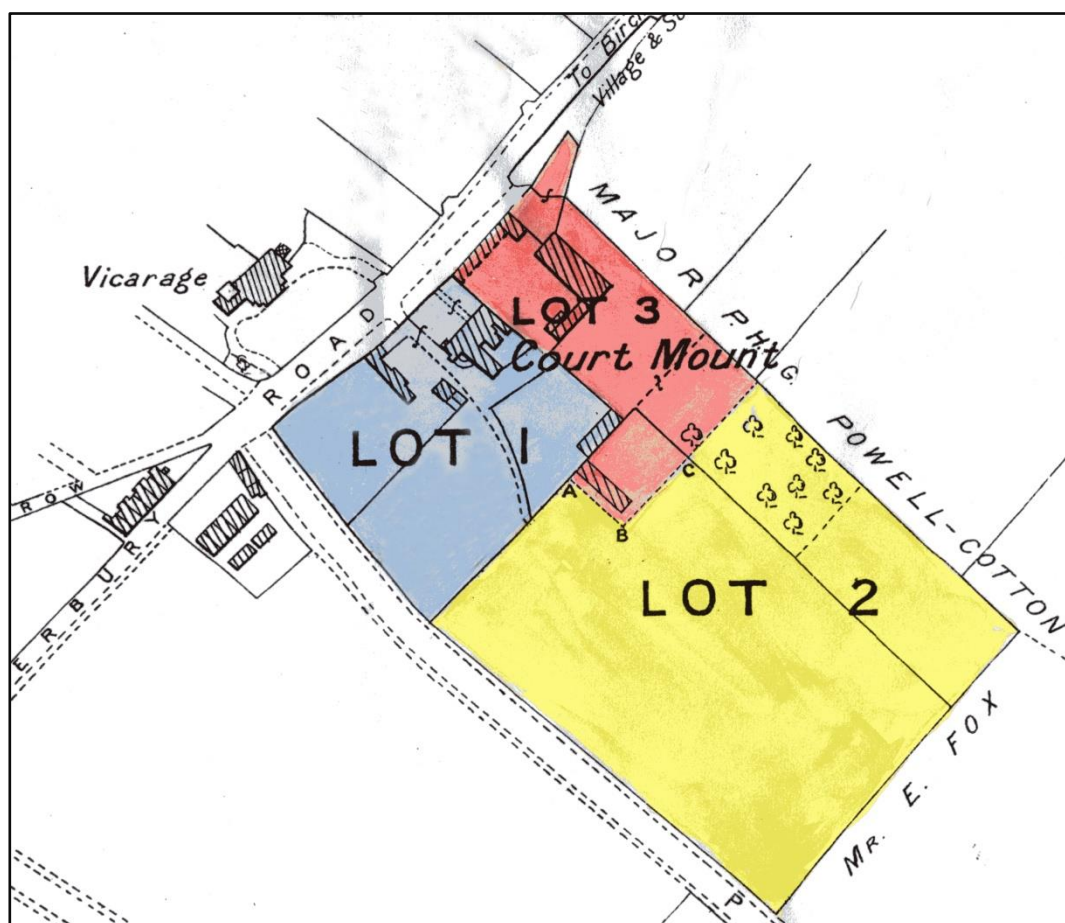 To Birch
Village & S
MAJOR P.H.G. POWELL-COTTON
Vicarage
ROAD
LOT 3
Court Mount
LOT 1
A
B
C
LOT 2
ROW
ERBUR
MR. E. FOX
P